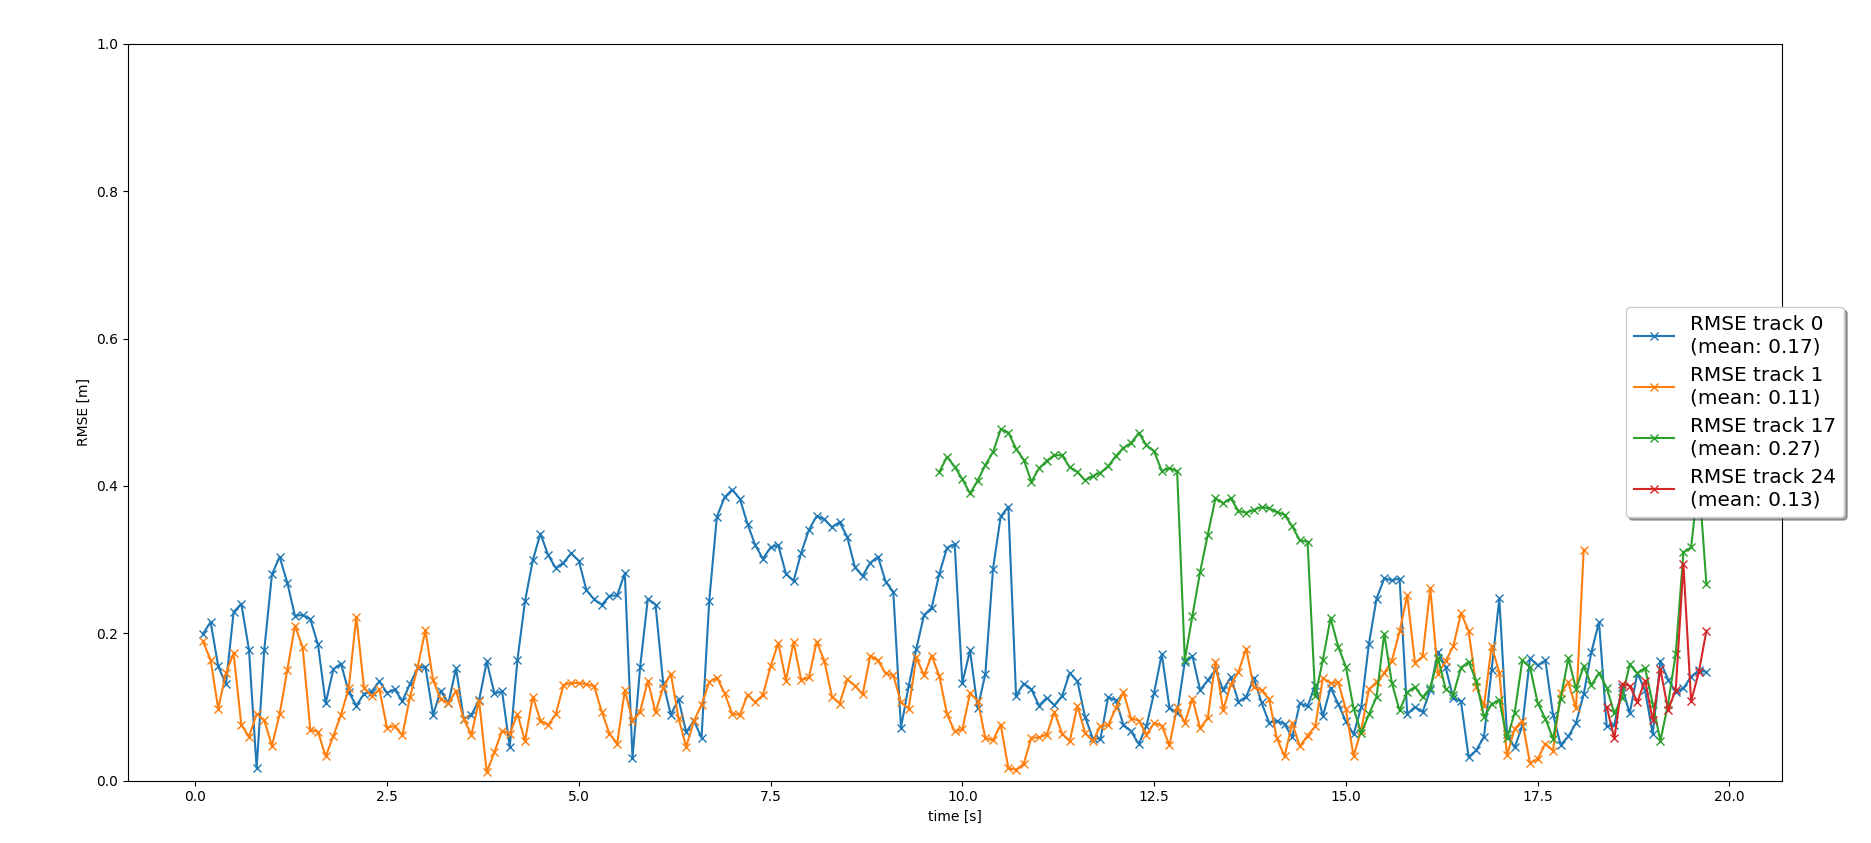 1.0
0.8
0.6
0.4
0.2
0.0
RMSE [m]
0.0 2.5 5.0 7.5 10.0 12.5 15.0 17.5 20.0
time [s]
RMSE track 0
(mean: 0.17)
RMSE track 1
(mean: 0.11)
RMSE track 17
(mean: 0.27)
RMSE track 24
(mean: 0.13)